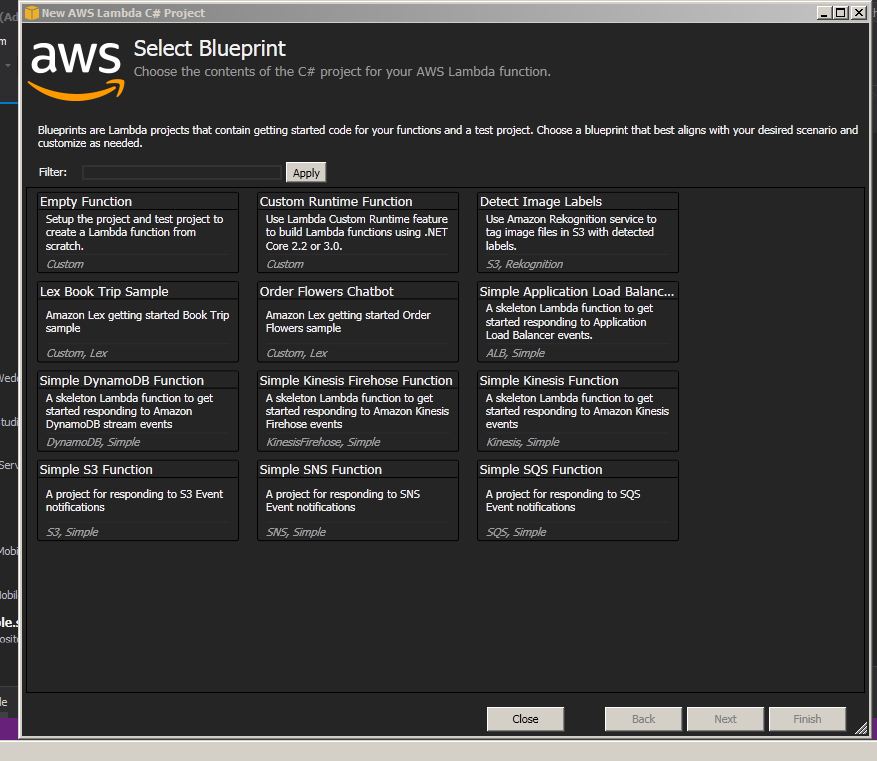 New AWS Lambda C# Project
aws
Select Blueprint
Choose the contents of the C# project for your AWS Lambda function.
Blueprints are Lambda projects that contain getting started code for your functions and a test project. Choose a blueprint that best aligns with your desired scenario and
customize as needed.
Filter:
Apply
Empty Function
Setup the project and test project to
create a Lambda function from
scratch.
Custom
Custom Runtime Function
Use Lambda Custom Runtime feature
to build Lambda functions using .NET
Core 2.2 or 3.0.
Custom
Detect Image Labels
Use Amazon Rekognition service to
tag image files in S3 with detected
labels.
S3, Rekognition
Lex Book Trip Sample
Amazon Lex getting started Book Trip
sample
Custom, Lex
Order Flowers Chatbot
Amazon Lex getting started Order
Flowers sample
Custom, Lex
Simple Application Load Balanc...
A skeleton Lambda function to get
started responding to Application
Load Balancer events.
ALB, Simple
Simple DynamoDB Function
A skeleton Lambda function to get
started responding to Amazon
DynamoDB stream events
DynamoDB, Simple
Simple Kinesis Firehose Function
A skeleton Lambda function to get
started responding to Amazon Kinesis
Firehose events
KinesisFirehose, Simple
Simple Kinesis Function
A skeleton Lambda function to get
started responding to Amazon Kinesis
events
Kinesis, Simple
Simple S3 Function
A project for responding to S3 Event
notifications
S3, Simple
Simple SNS Function
A project for responding to SNS
Event notifications
SNS, Simple
Simple SQS Function
A project for responding to SQS
Event notifications
SQS, Simple
Close
Back
Next
Finish